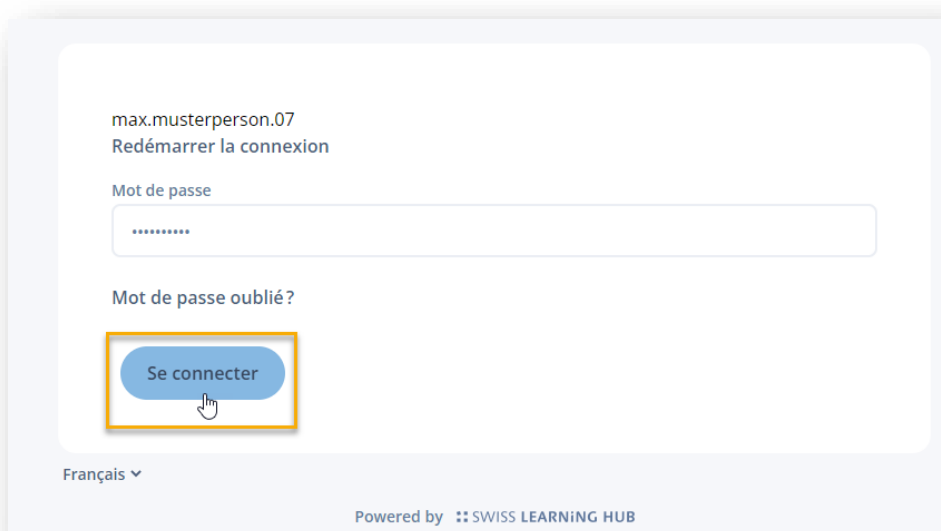 max.musterperson.07
Redémarrer la connexion
Mot de passe
••••••••••
Mot de passe oublié ?
Se connecter
Français
Powered by SWISS LEARNiNG HUB